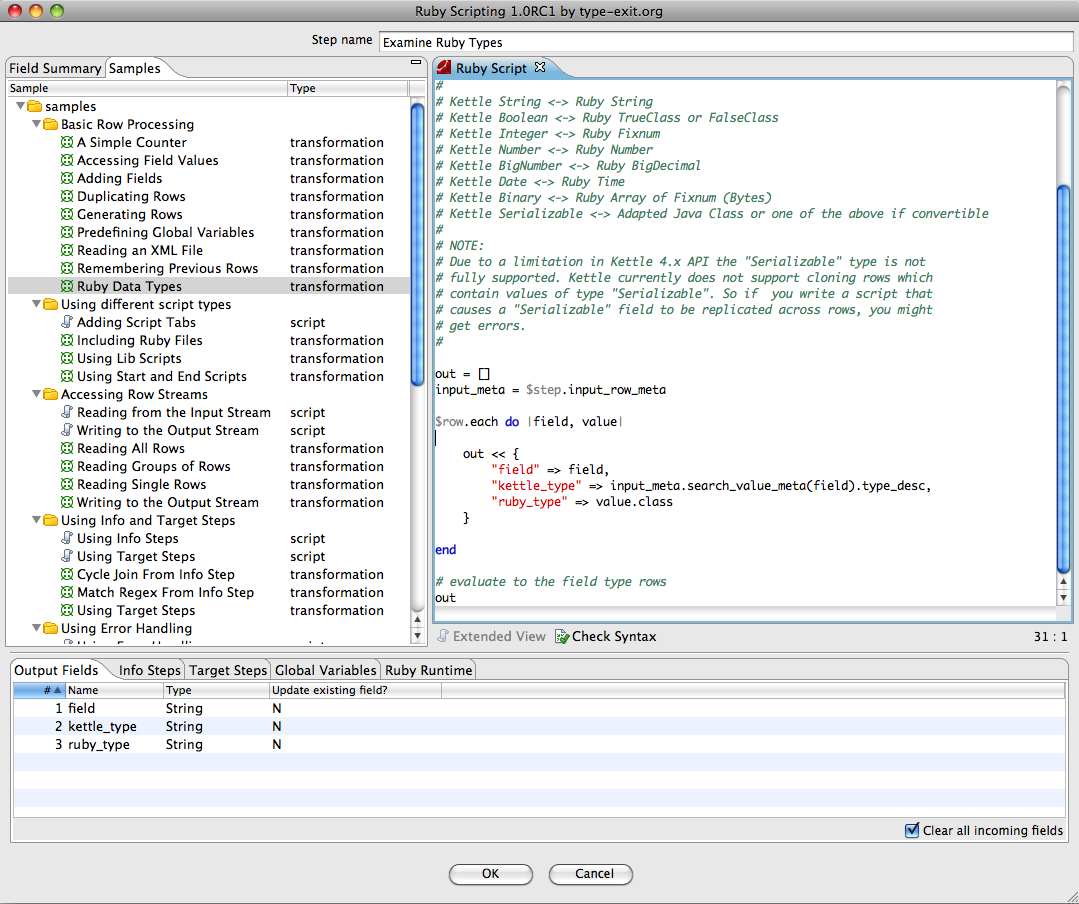 Ruby Scripting 1.0RC1 by type-exit.org
Step name Examine Ruby Types
Field Summary Samples
Sample Type
samples
Basic Row Processing
A Simple Counter transformation
Accessing Field Values transformation
Adding Fields transformation
Duplicating Rows transformation
Generating Rows transformation
Predefining Global Variables transformation
Reading an XML File transformation
Remembering Previous Rows transformation
Ruby Data Types transformation
Using different script types
Adding Script Tabs script
Including Ruby Files transformation
Using Lib Scripts transformation
Using Start and End Scripts transformation
Accessing Row Streams
Reading from the Input Stream script
Writing to the Output Stream script
Reading All Rows transformation
Reading Groups of Rows transformation
Reading Single Rows transformation
Writing to the Output Stream transformation
Using Info and Target Steps
Using Info Steps script
Using Target Steps script
Cycle Join From Info Step transformation
Match Regex From Info Step transformation
Using Target Steps transformation
Using Error Handling
Ruby Script
#
# Kettle String <-> Ruby String
# Kettle Boolean <-> Ruby TrueClass or FalseClass
# Kettle Integer <-> Ruby Fixnum
# Kettle Number <-> Ruby Number
# Kettle BigNumber <-> Ruby BigDecimal
# Kettle Date <-> Ruby Time
# Kettle Binary <-> Ruby Array of Fixnum (Bytes)
# Kettle Serializable <-> Adapted Java Class or one of the above if convertible
#
# NOTE:
# Due to a limitation in Kettle 4.x API the "Serializable" type is not
# fully supported. Kettle currently does not support cloning rows which
# contain values of type "Serializable". So if  you write a script that
# causes a "Serializable" field to be replicated across rows, you might
# get errors.
#
out = []
input_meta = $step.input_row_meta
$row.each do |field, value|
out << {
"field" => field,
"kettle_type" => input_meta.search_value_meta(field).type_desc,
"ruby_type" => value.class
}
end
# evaluate to the field type rows
out
Extended View Check Syntax 31 : 1
Output Fields Info Steps Target Steps Global Variables Ruby Runtime
# Name Type Update existing field?
1 field String N
2 kettle_type String N
3 ruby_type String N
Clear all incoming fields
OK Cancel